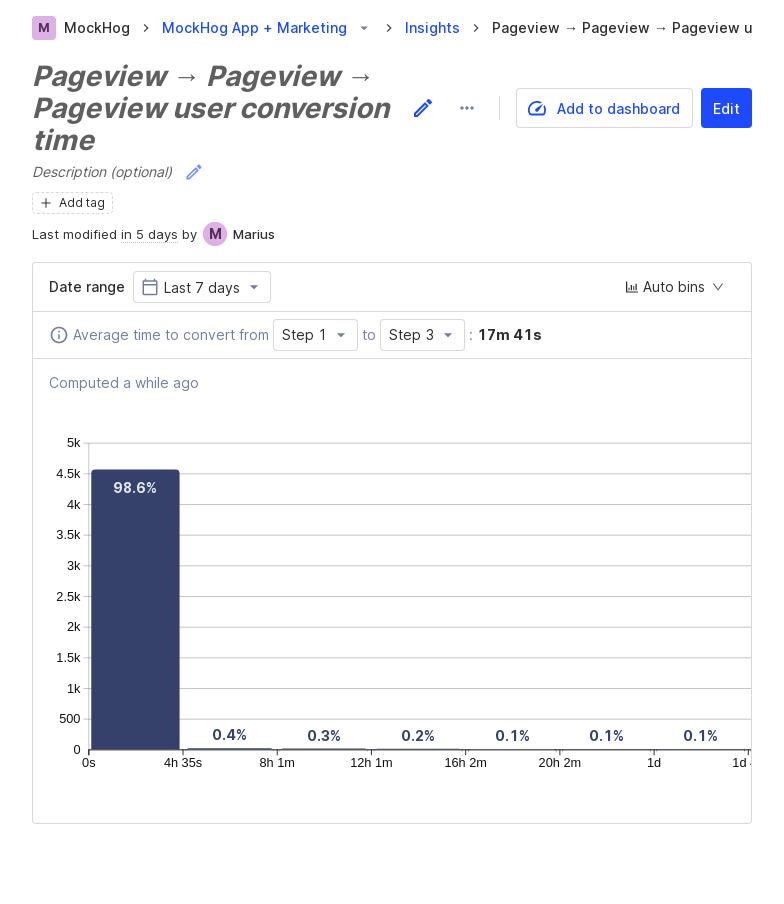 M MockHog > MockHog App + Marketing > Insights > Pageview → Pageview → Pageview u
Pageview → Pageview →
Pageview user conversion
time
Add to dashboard
Edit
Description (optional)
+ Add tag
Last modified in 5 days by M Marius
Date range Last 7 days Auto bins
Average time to convert from Step 1 to Step 3 : 17m 41s
Computed a while ago
5k
4.5k
98.6%
4k
3.5k
3k
2.5k
2k
1.5k
1k
500
0.4% 0.3% 0.2% 0.1% 0.1% 0.1%
0
0s 4h 35s 8h 1m 12h 1m 16h 2m 20h 2m 1d 1d